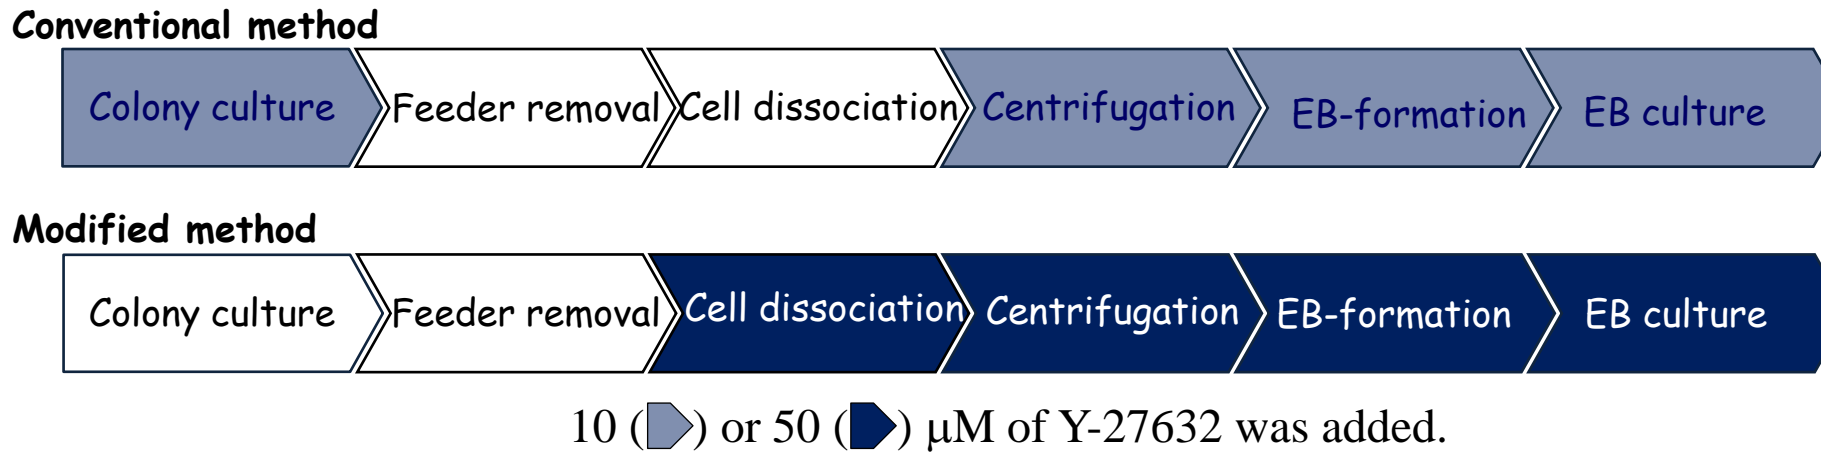 Conventional method
Colony culture Feeder removal Cell dissociation Centrifugation EB-formation EB culture
Modified method
Colony culture Feeder removal Cell dissociation Centrifugation EB-formation EB culture
10 ( ) or 50 ( ) μM of Y-27632 was added.